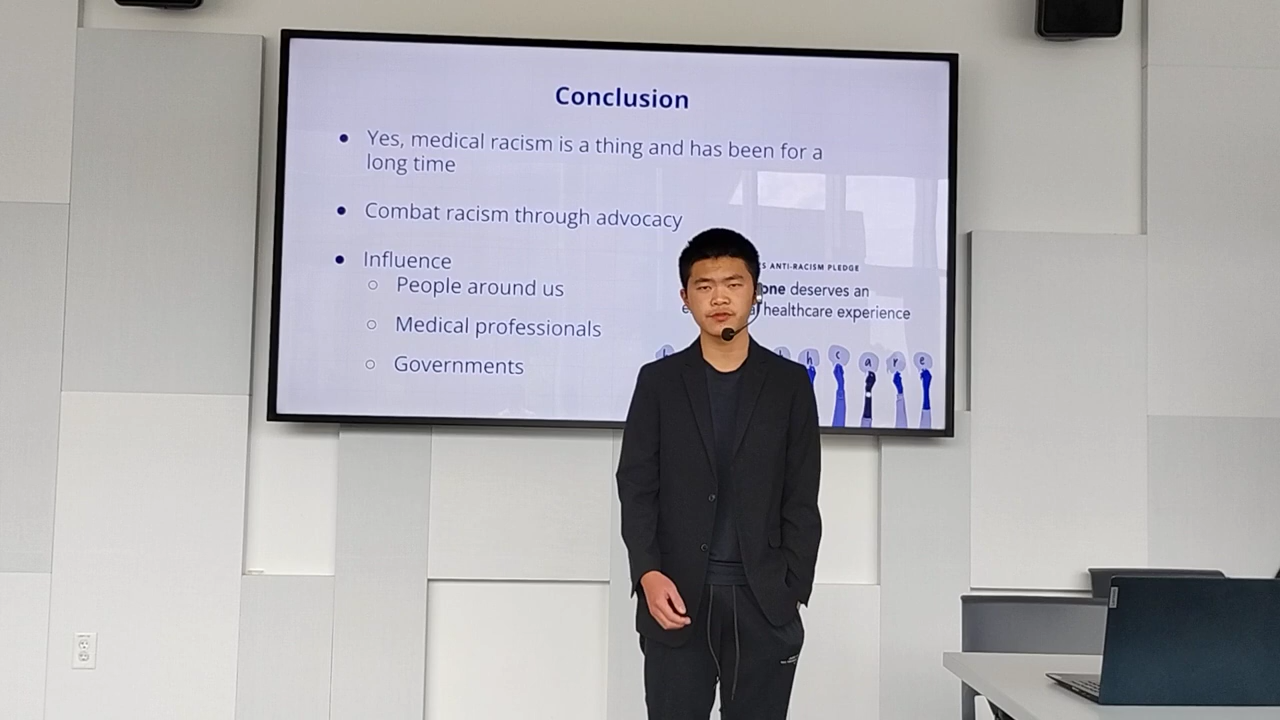 Conclusion
Yes, medical racism is a thing and has been for a
long time
Combat racism through advocacy
Influence
People around us
Medical professionals
Governments
ANTI-RACISM PLEDGE
deserves an
healthcare experience
h c a r e